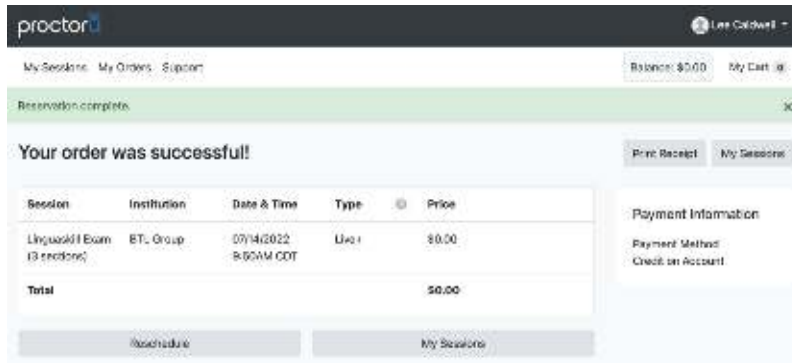 proctoru
Lee Caldwell
My Sessions My Orders Support Balance: $0.00 My Cart
Reservation complete.
Your order was successful!
Print Receipt My Sessions
Session Institution Date & Time Type Price
Linguaskill Exam BTL Group 07/14/2022 Live+ $0.00
(3 sections) CDT
Total $0.00
Payment Information
Payment Method
Credit on Account
Reschedule My Sessions